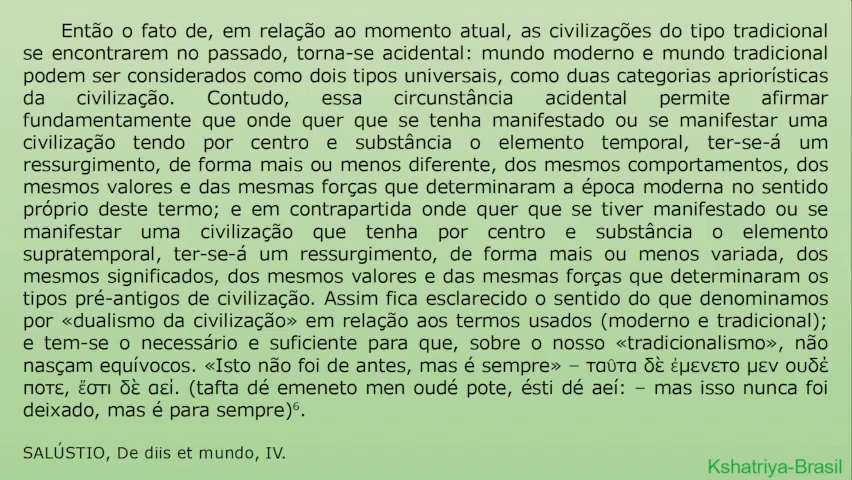 Então o fato de, em relação ao momento atual, as civilizações do tipo tradicional
se encontrarem no passado, torna-se acidental: mundo moderno e mundo tradicional
podem ser considerados como dois tipos universais, como duas categorias apriorísticas
da civilização. Contudo, essa circunstância acidental permite afirmar
fundamentamente que onde quer que se tenha manifestado ou se manifestar uma
civilização tendo por centro e substância o elemento temporal, ter-se-á um
ressurgimento, de forma mais ou menos diferente, dos mesmos comportamentos, dos
mesmos valores e das mesmas forças que determinaram a época moderna no sentido
próprio deste termo; e em contrapartida onde quer que se tiver manifestado ou se
manifestar uma civilização que tenha por centro e substância o elemento
supratemporal, ter-se-á um ressurgimento, de forma mais ou menos variada, dos
mesmos significados, dos mesmos valores e das mesmas forças que determinaram os
tipos pré-antigos de civilização. Assim fica esclarecido o sentido do que denominamos
por «dualismo da civilização» em relação aos termos usados (moderno e tradicional);
e tem-se o necessário e suficiente para que, sobre o nosso «tradicionalismo», não
nasçam equívocos. «Isto não foi de antes, mas é sempre» – ταῦτα δὲ ἐμενετο μεν ουδέ
ποτε, ἔστι δὲ αεί. (tafta dé emeneto men oudé pote, ésti dé aeí: – mas isso nunca foi
deixado, mas é para sempre)⁶.
SALÚSTIO, De diis et mundo, IV.
Kshatriya-Brasil